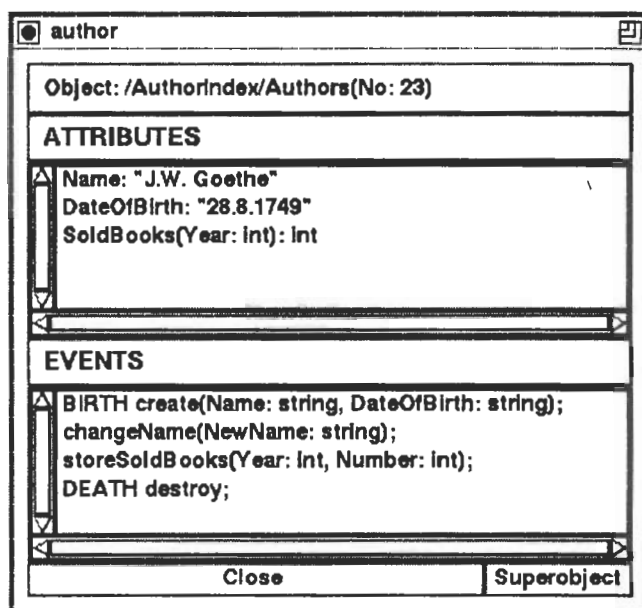 author
Object: /AuthorIndex/Authors(No: 23)
ATTRIBUTES
Name: "J.W. Goethe"
DateOfBirth: "28.8.1749"
SoldBooks(Year: int): int
EVENTS
BIRTH create(Name: string, DateOfBirth: string);
changeName(NewName: string);
storeSoldBooks(Year: int, Number: int);
DEATH destroy;
Close Superobject